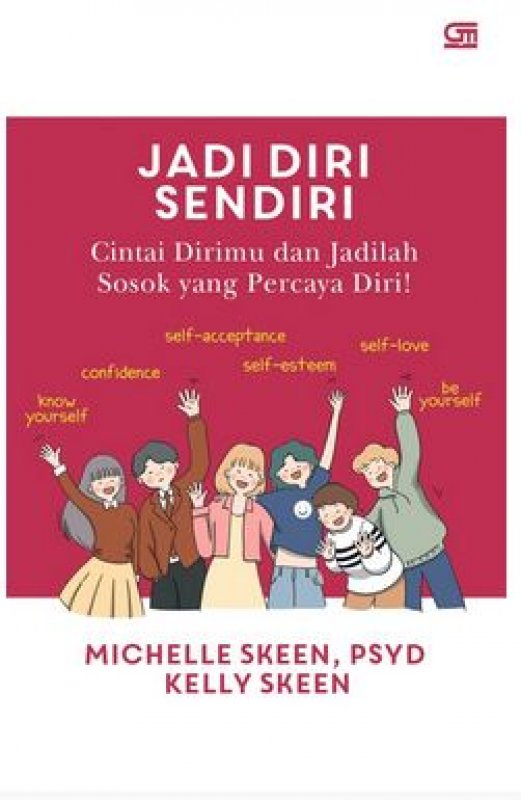 GM
JADI DIRI
SENDIRI
Cintai Dirimu dan Jadilah
Sosok yang Percaya Diri!
self-acceptance
self-love
confidence
self-esteem
know
yourself
be
yourself
MICHELLE SKEEN, PSYD
KELLY SKEEN